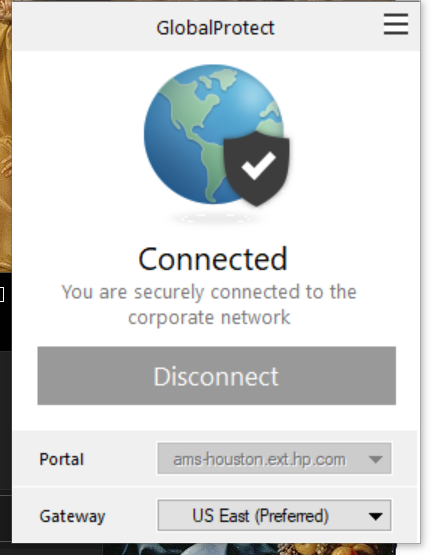 GlobalProtect
Connected
You are securely connected to the
corporate network
Disconnect
Portal ams-houston.ext.hp.com
Gateway US East (Preferred)